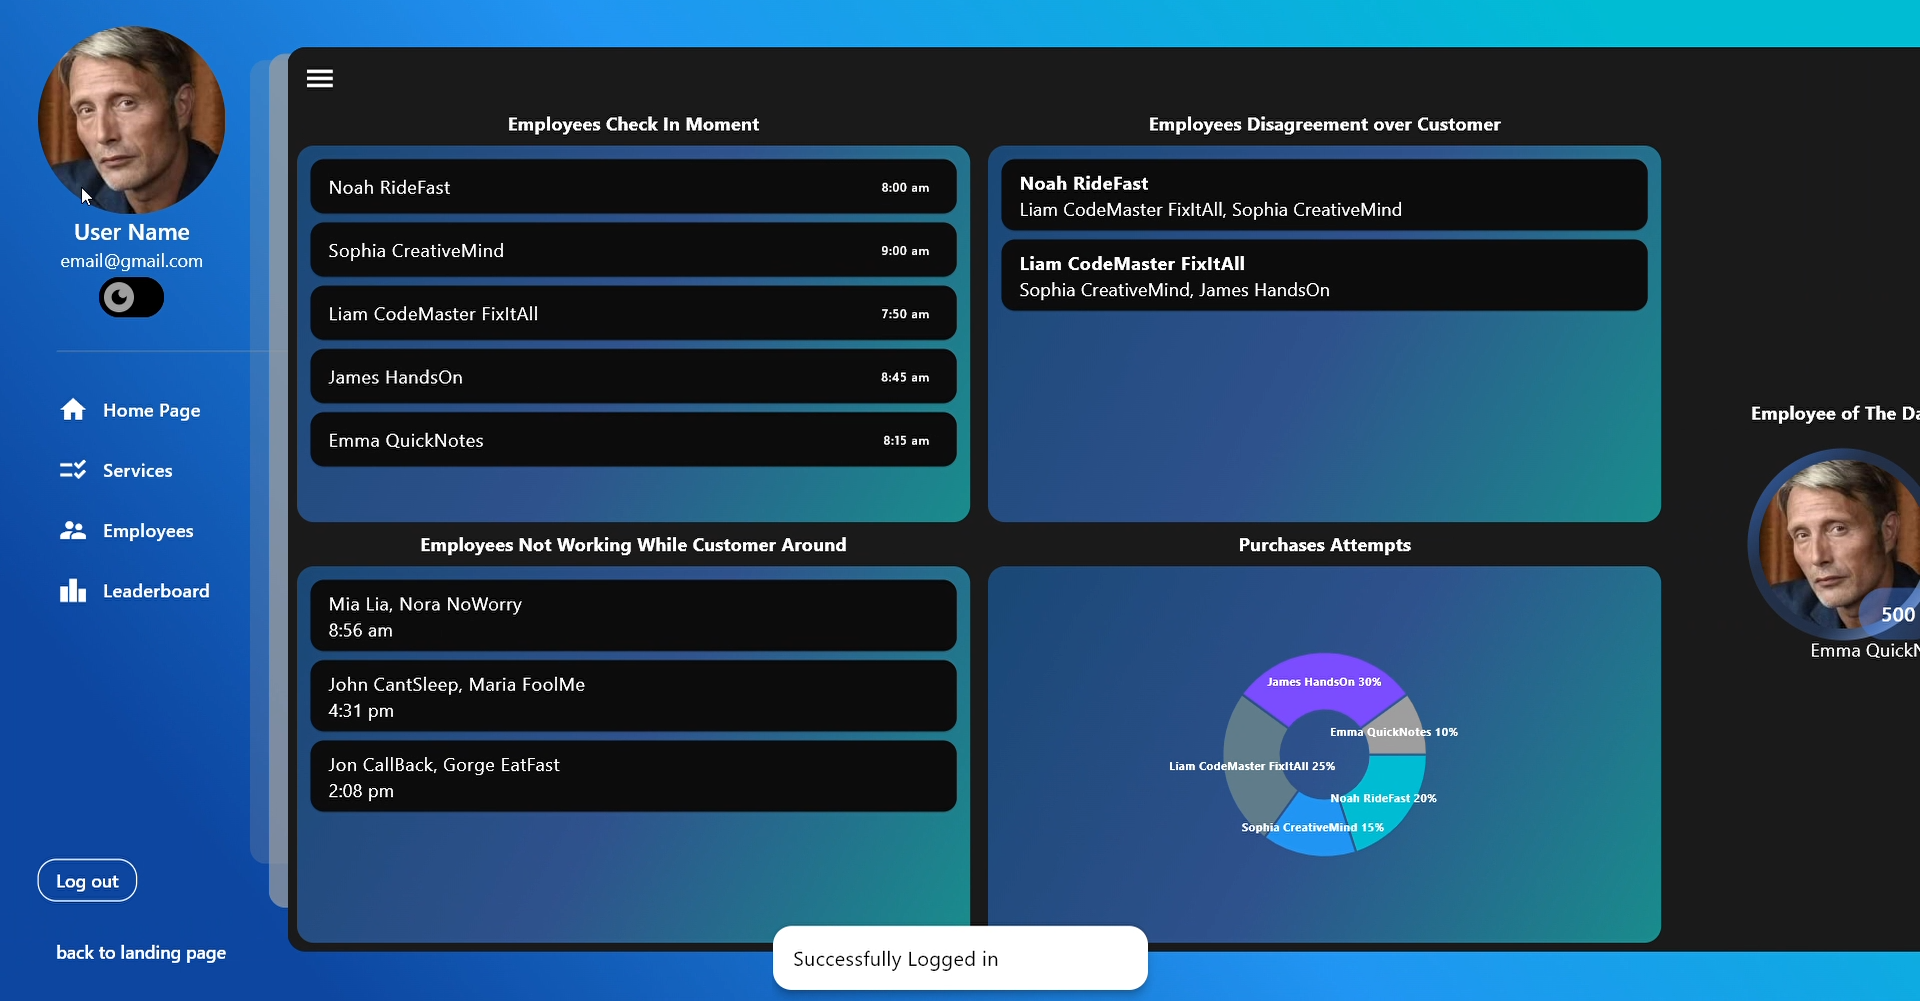 User Name
email@gmail.com
Home Page
Services
Employees
Leaderboard
Log out
back to landing page
Employees Check In Moment
Noah RideFast 8:00 am
Sophia CreativeMind 9:00 am
Liam CodeMaster FixItAll 7:50 am
James HandsOn 8:45 am
Emma QuickNotes 8:15 am
Employees Disagreement over Customer
Noah RideFast
Liam CodeMaster FixItAll, Sophia CreativeMind
Liam CodeMaster FixItAll
Sophia CreativeMind, James HandsOn
Employees Not Working While Customer Around
Mia Lia, Nora NoWorry
8:56 am
John CantSleep, Maria FoolMe
4:31 pm
Jon CallBack, Gorge EatFast
2:08 pm
Purchases Attempts
James HandsOn 30%
Emma QuickNotes 10%
Liam CodeMaster FixItAll 25%
Noah RideFast 20%
Sophia CreativeMind 15%
Employee of The Da
500
Emma QuickN
Successfully Logged in